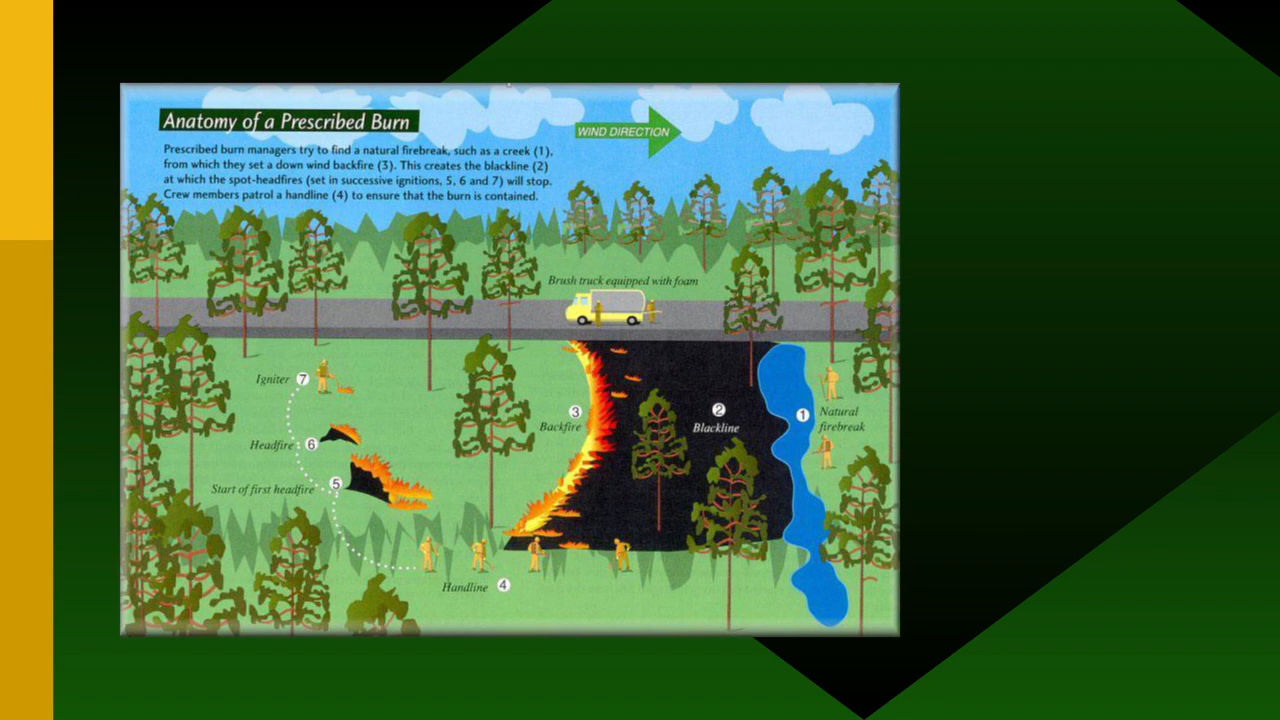 Anatomy of a Prescribed Burn
WIND DIRECTION
Prescribed burn managers try to find a natural firebreak, such as a creek (1),
from which they set a down wind backfire (3). This creates the blackline (2)
at which the spot-headfires (set in successive ignitions, 5, 6 and 7) will stop.
Crew members patrol a handline (4) to ensure that the burn is contained.
Brush truck equipped with foam
Igniter 7
3
Backfire
2
Blackline
1 Natural
firebreak
Headfire 6
Start of first headfire 5
Handline 4